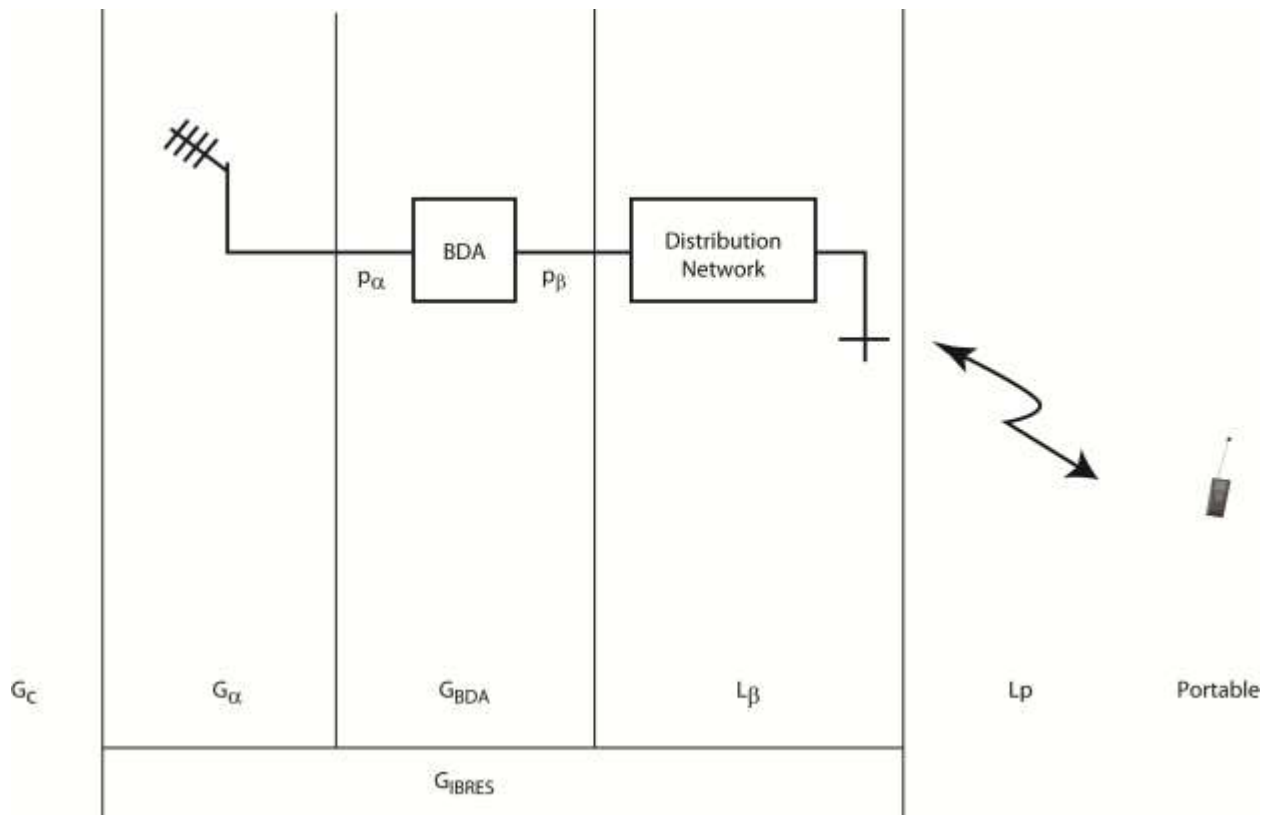 BDA
Distribution
Network
pα
pβ
Gc
Gα
GBDA
Lβ
Lp
Portable
GIBRES